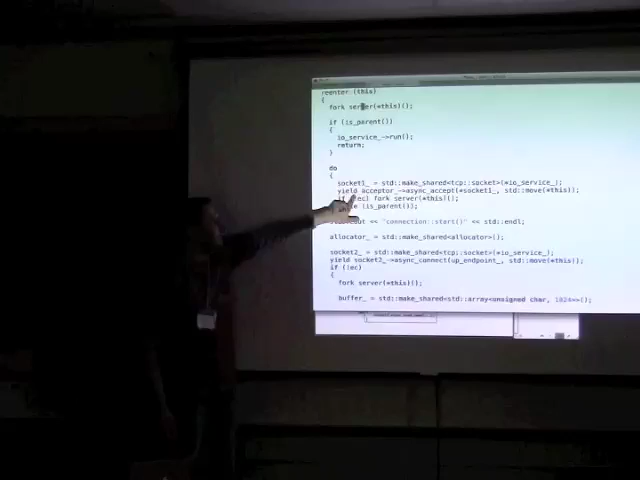 reenter (this)
{
fork server(*this)();
if (is_parent())
{
io_service_->run();
return;
}
do
{
socket1_ = std::make_shared<tcp::socket>(*io_service_);
yield acceptor_->async_accept(*socket1_, std::move(*this));
ec) fork server(*this)();
(is_parent());
<< "connection::start()" << std::endl;
allocator_ = std::make_shared<allocator>();
socket2_ = std::make_shared<tcp::socket>(*io_service_);
yield socket2_->async_connect(up_endpoint_, std::move(*this));
if (!ec)
{
fork server(*this)();
buffer_ = std::make_shared<std::array<unsigned char, 1024>>();